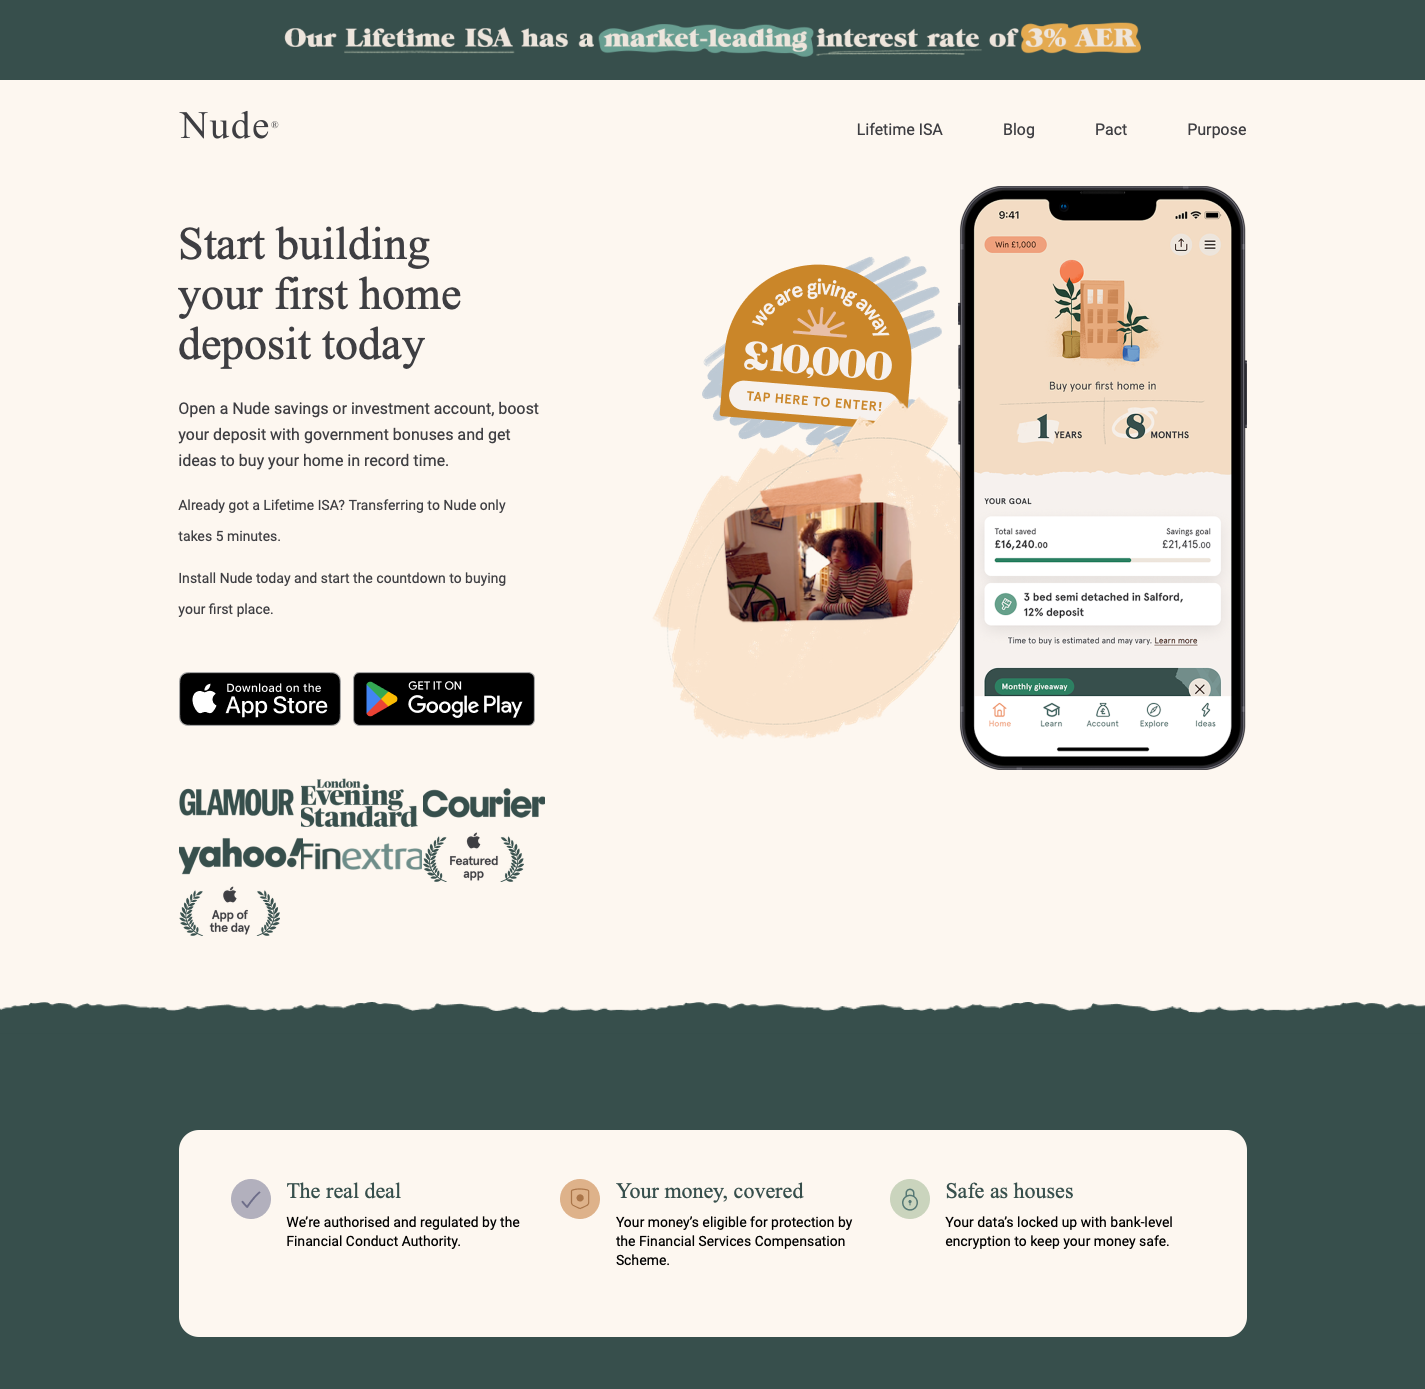 Our Lifetime ISA has a market-leading interest rate of 3% AER
Nude®
Lifetime ISA
Blog
Pact
Purpose
Start building
your first home
deposit today
Open a Nude savings or investment account, boost
your deposit with government bonuses and get
ideas to buy your home in record time.
Already got a Lifetime ISA? Transferring to Nude only
takes 5 minutes.
Install Nude today and start the countdown to buying
your first place.
Download on the
App Store
GET IT ON
Google Play
GLAMOUR
London
Evening
Standard
Courier
yahoo!
Finextra
Featured
app
App of
the day
we are giving away
£10,000
TAP HERE TO ENTER!
9:41
Win £1,000
Buy your first home in
1 YEARS
8 MONTHS
YOUR GOAL
Total saved
Savings goal
£16,240.00
£21,415.00
3 bed semi detached in Salford,
12% deposit
Time to buy is estimated and may vary. Learn more
Monthly giveaway
Home
Learn
Account
Explore
Ideas
The real deal
We’re authorised and regulated by the
Financial Conduct Authority.
Your money, covered
Your money’s eligible for protection by
the Financial Services Compensation
Scheme.
Safe as houses
Your data’s locked up with bank-level
encryption to keep your money safe.